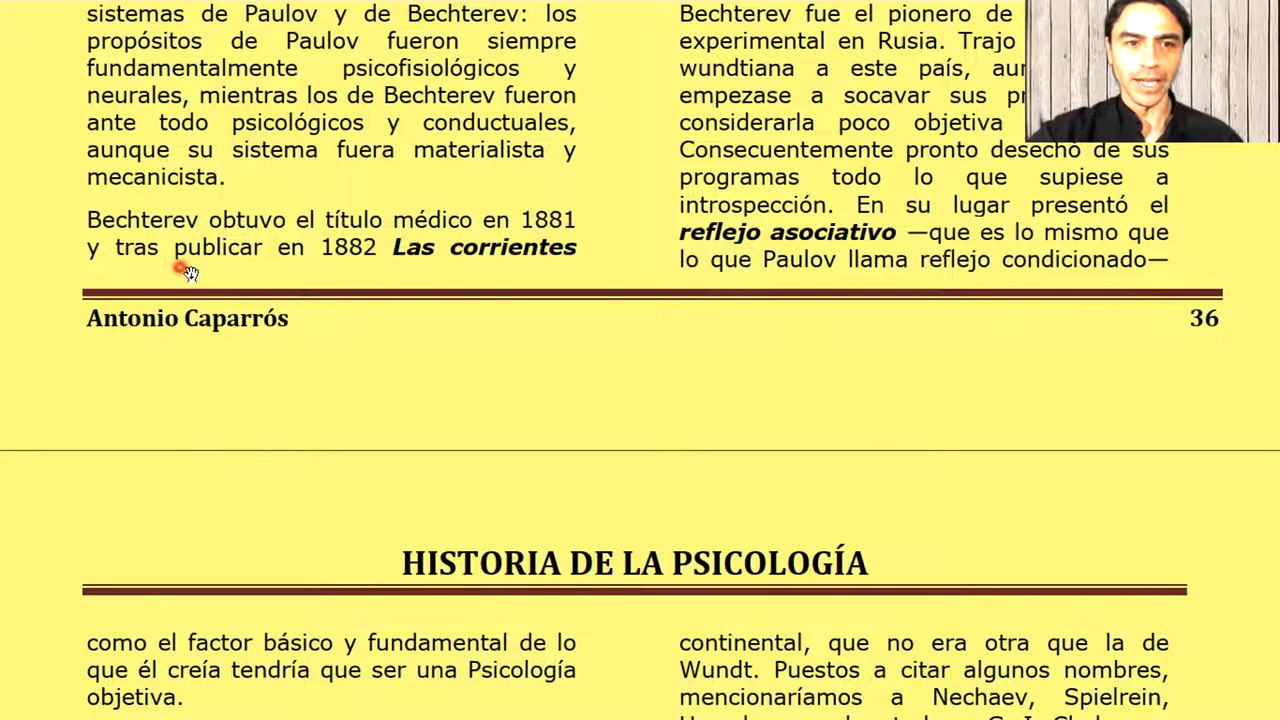 sistemas de Paulov y de Bechterev: los
propósitos de Paulov fueron siempre
fundamentalmente psicofisiológicos y
neurales, mientras los de Bechterev fueron
ante todo psicológicos y conductuales,
aunque su sistema fuera materialista y
mecanicista.
Bechterev obtuvo el título médico en 1881
y tras publicar en 1882 Las corrientes
Bechterev fue el pionero de
experimental en Rusia. Trajo
wundtiana a este país,
empezase a socavar sus
considerarla poco objetiva
Consecuentemente pronto desechó de sus
programas todo lo que supiese a
introspección. En su lugar presentó el
reflejo asociativo —que es lo mismo que
lo que Paulov llama reflejo condicionado—
Antonio Caparrós 36
HISTORIA DE LA PSICOLOGÍA
como el factor básico y fundamental de lo
que él creía tendría que ser una Psicología
objetiva.
continental, que no era otra que la de
Wundt. Puestos a citar algunos nombres,
mencionaríamos a Nechaev, Spielrein,